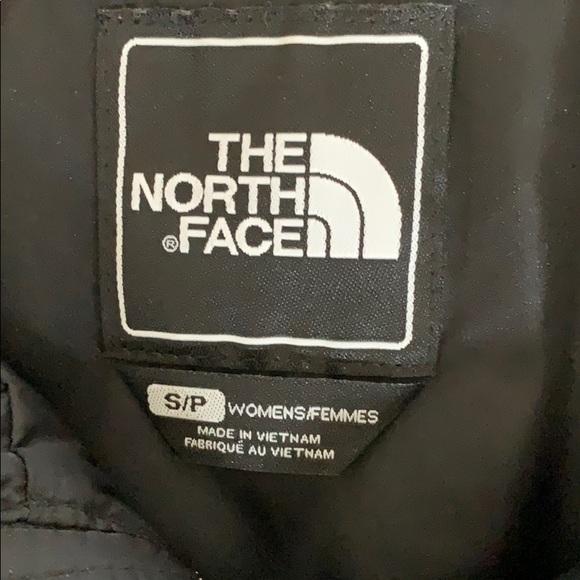 THE
NORTH
®FACE
S/P WOMENS/FEMMES
MADE IN VIETNAM
FABRIQUÉ AU VIETNAM